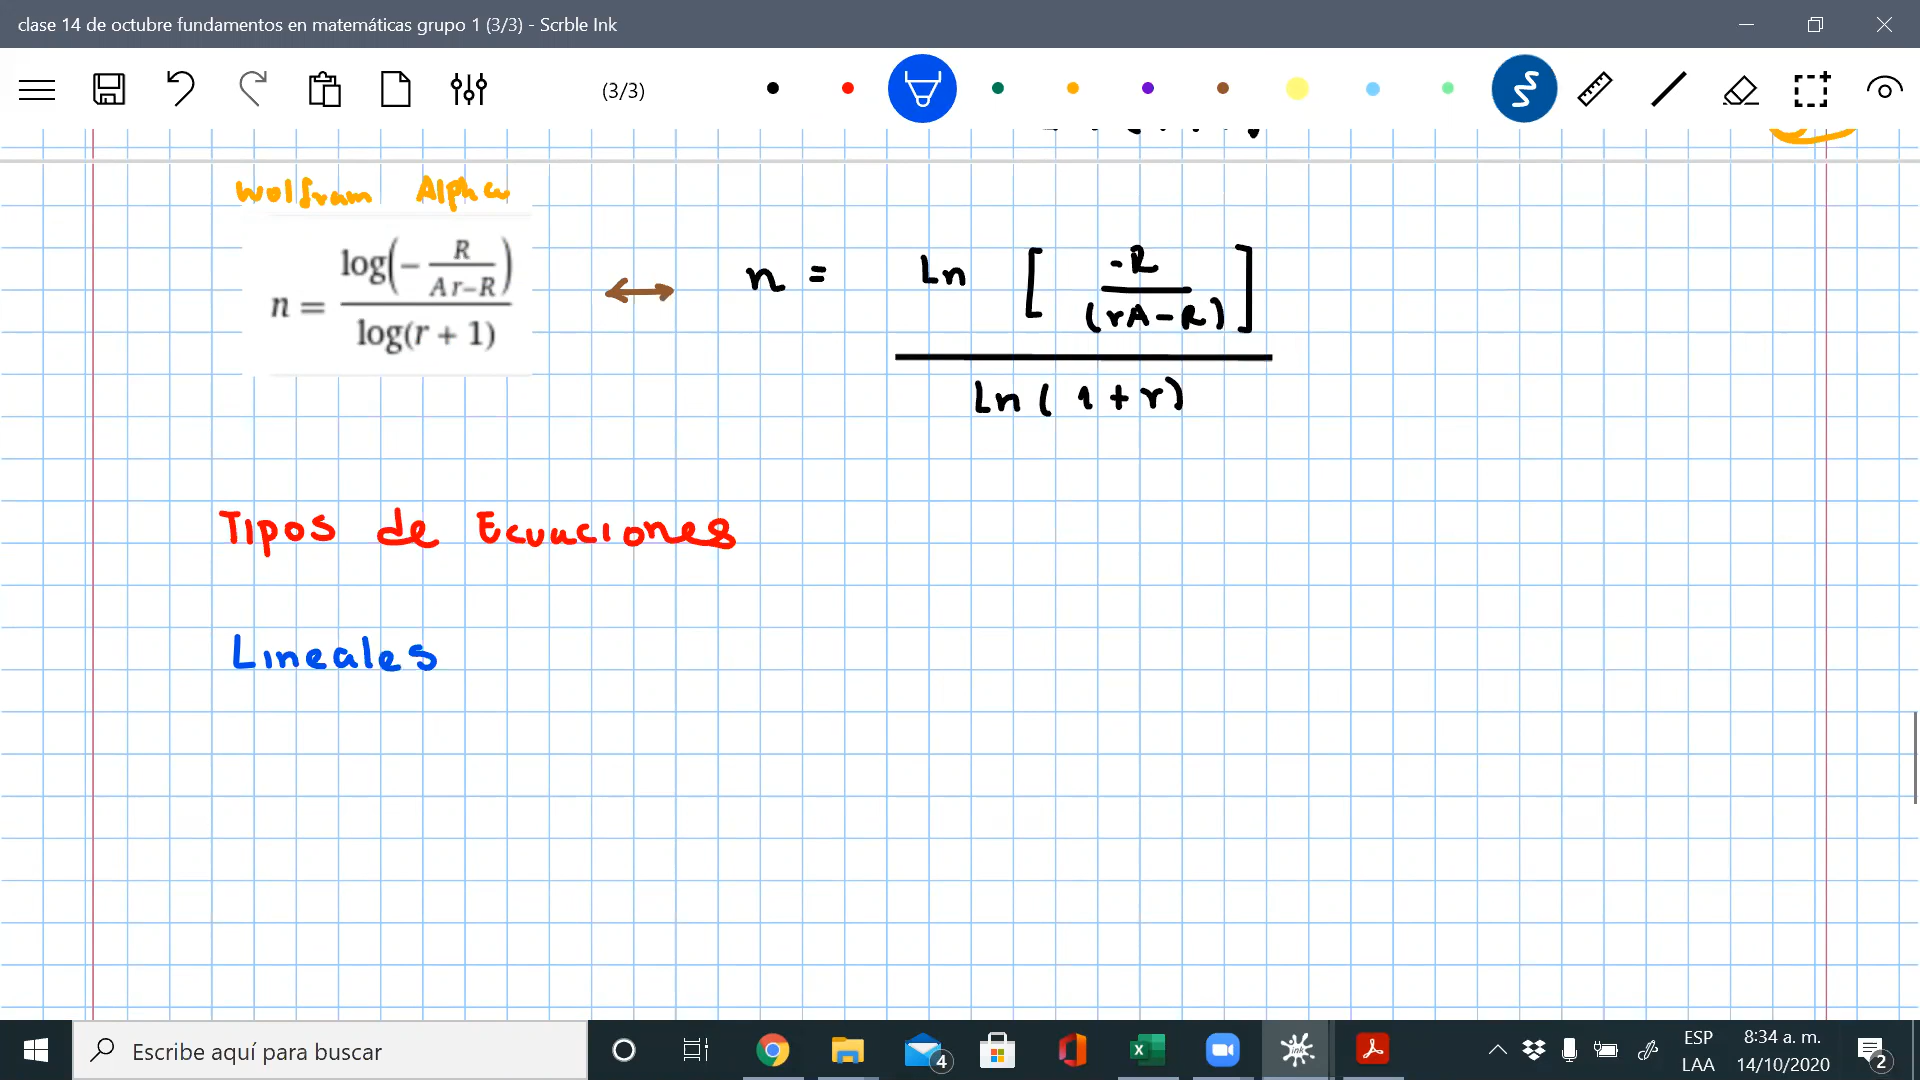 clase 14 de octubre fundamentos en matemáticas grupo 1 (3/3) - Scrble Ink
(3/3)
Wolfram Alpha
n = log(- R / A r-R) / log(r + 1)
n = Ln [ -R / (rA-R) ] / Ln ( 1+r)
Tipos de Ecuaciones
Lineales
Escribe aquí para buscar
4
ESP
LAA
8:34 a. m.
14/10/2020
2